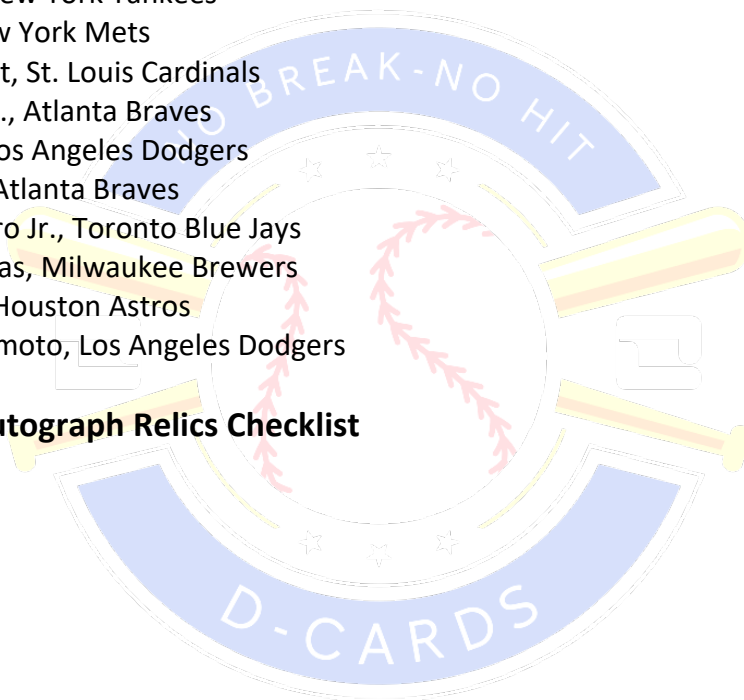 ew York Yankees
w York Mets
t, St. Louis Cardinals
., Atlanta Braves
os Angeles Dodgers
Atlanta Braves
ro Jr., Toronto Blue Jays
as, Milwaukee Brewers
Houston Astros
moto, Los Angeles Dodgers
utograph Relics Checklist
NO BREAK-NO HIT
D-CARDS